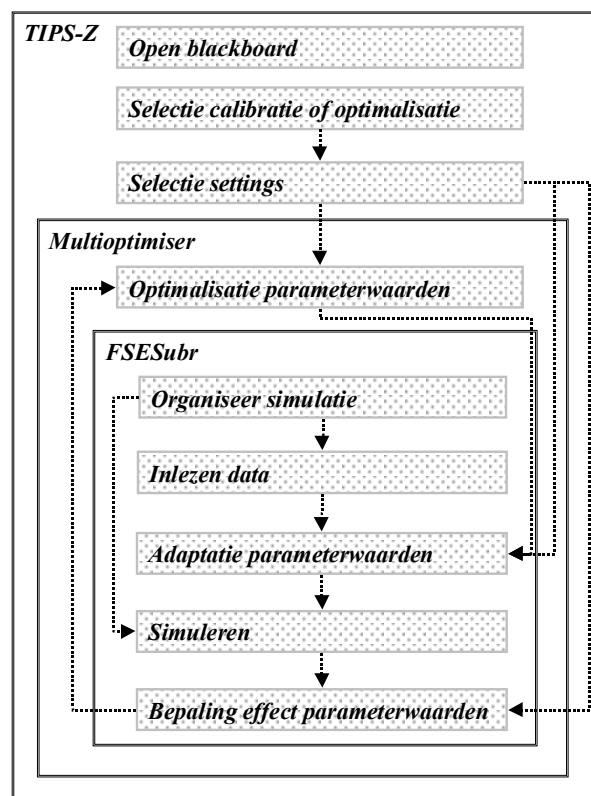 TIPS-Z
Open blackboard
Selectie calibratie of optimalisatie
Selectie settings
Multioptimiser
Optimalisatie parameterwaarden
FSESubr
Organiseer simulatie
Inlezen data
Adaptatie parameterwaarden
Simuleren
Bepaling effect parameterwaarden